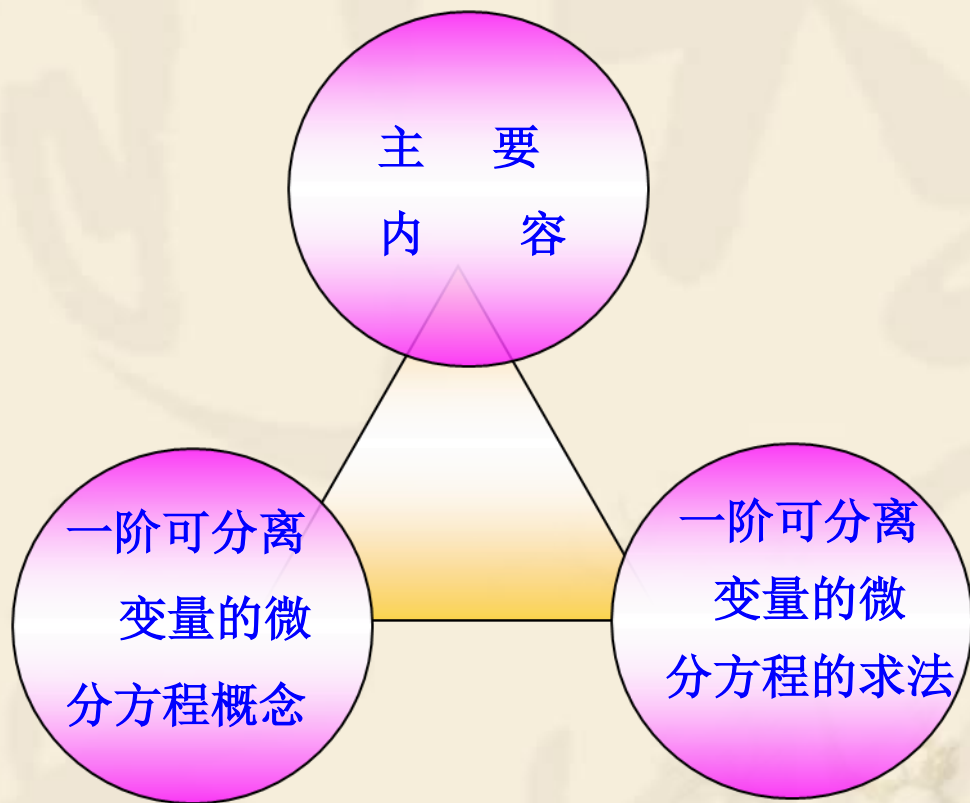 主 要
内 容
一阶可分离
变量的微
分方程概念
一阶可分离
变量的微
分方程的求法